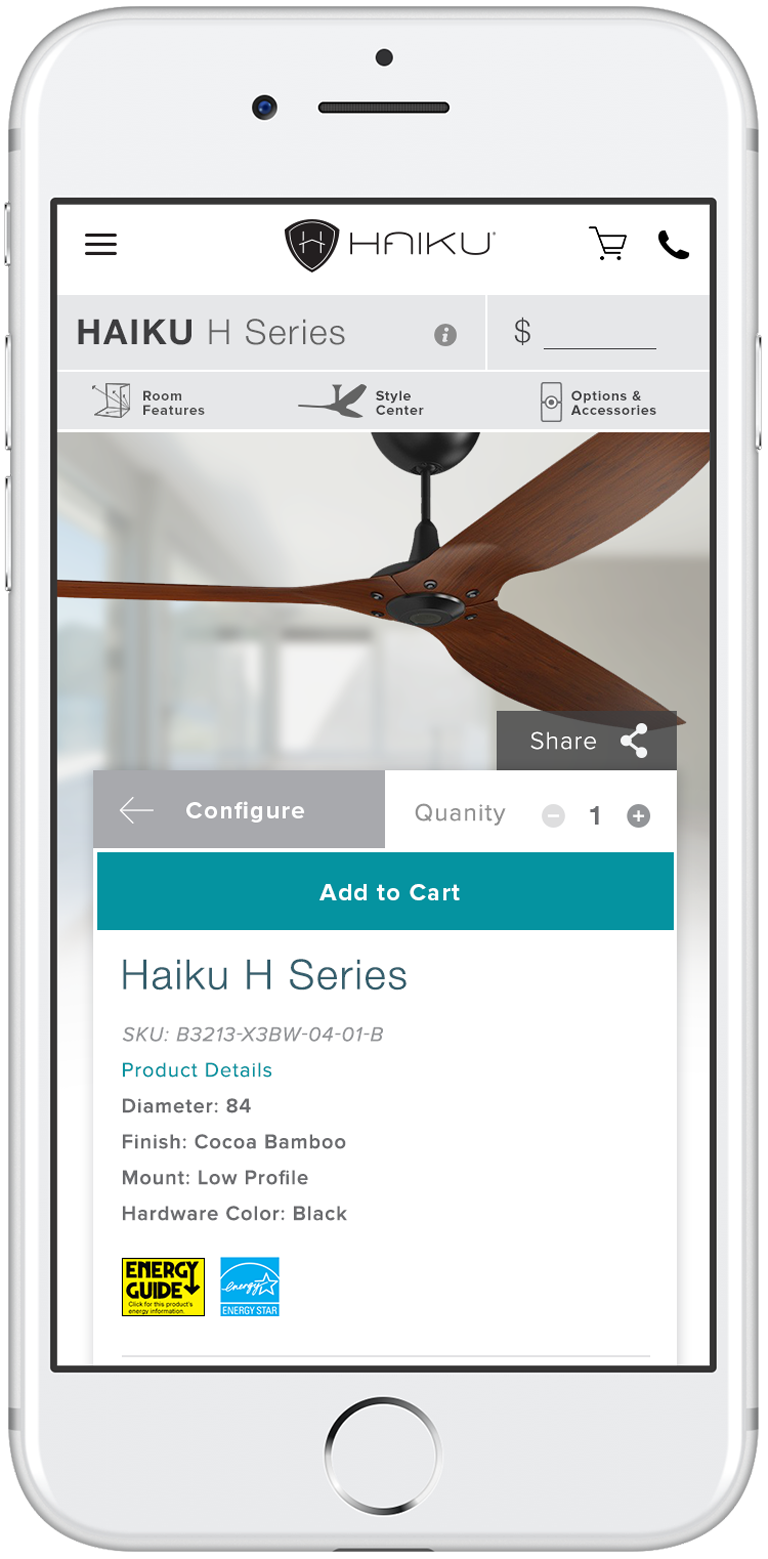 HAIKU
HAIKU H Series
$
Room
Features
Style
Center
Options &
Accessories
Share
Configure
Quanity
1
Add to Cart
Haiku H Series
SKU: B3213-X3BW-04-01-B
Product Details
Diameter: 84
Finish: Cocoa Bamboo
Mount: Low Profile
Hardware Color: Black
ENERGY
GUIDE
Click for this product's
energy information.
energy
ENERGY STAR